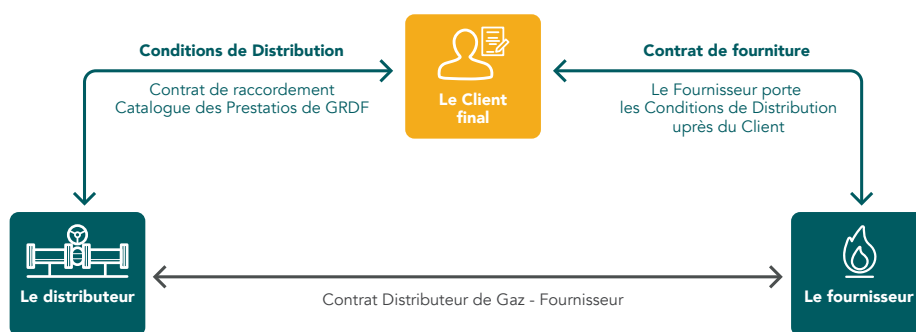 Conditions de Distribution
Contrat de raccordement
Catalogue des Prestatios de GRDF
Le Client
final
Contrat de fourniture
Le Fournisseur porte
les Conditions de Distribution
uprès du Client
Le distributeur
Contrat Distributeur de Gaz - Fournisseur
Le fournisseur